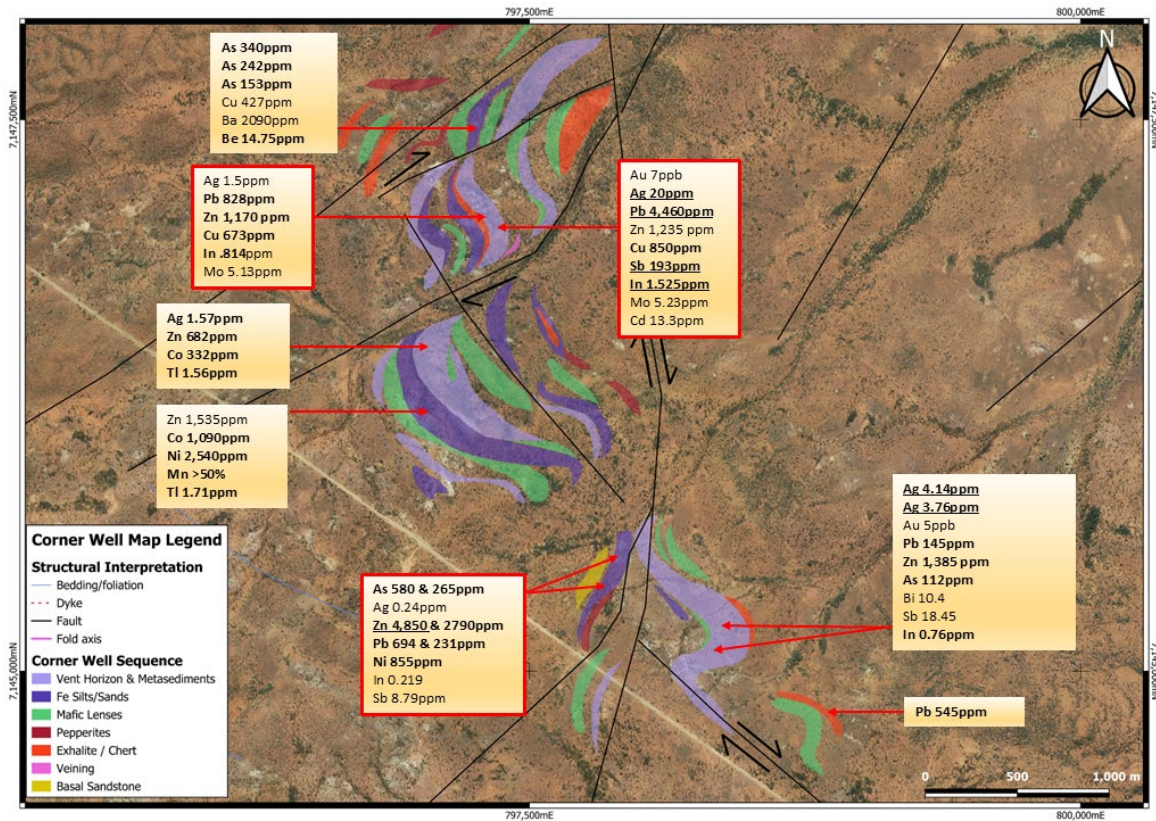 797,500mE
800,000mE
N
7,147,500mN
7,147,500mN
As 340ppm
As 242ppm
As 153ppm
Cu 427ppm
Ba 2090ppm
Be 14.75ppm
Ag 1.5ppm
Pb 828ppm
Zn 1,170 ppm
Cu 673ppm
In .814ppm
Mo 5.13ppm
Au 7ppb
Ag 20ppm
Pb 4,460ppm
Zn 1,235 ppm
Cu 850ppm
Sb 193ppm
In 1.525ppm
Mo 5.23ppm
Cd 13.3ppm
Ag 1.57ppm
Zn 682ppm
Co 332ppm
Tl 1.56ppm
Zn 1,535ppm
Co 1,090ppm
Ni 2,540ppm
Mn >50%
Tl 1.71ppm
Ag 4.14ppm
Ag 3.76ppm
Au 5ppb
Pb 145ppm
Zn 1,385 ppm
As 112ppm
Bi 10.4
Sb 18.45
In 0.76ppm
As 580 & 265ppm
Ag 0.24ppm
Zn 4,850 & 2790ppm
Pb 694 & 231ppm
Ni 855ppm
In 0.219
Sb 8.79ppm
Pb 545ppm
7,145,000mN
7,145,000mN
Corner Well Map Legend
Structural Interpretation
Bedding/foliation
Dyke
Fault
Fold axis
Corner Well Sequence
Vent Horizon & Metasediments
Fe Silts/Sands
Mafic Lenses
Pepperites
Exhalite / Chert
Veining
Basal Sandstone
0 500 1,000 m
797,500mE
800,000mE